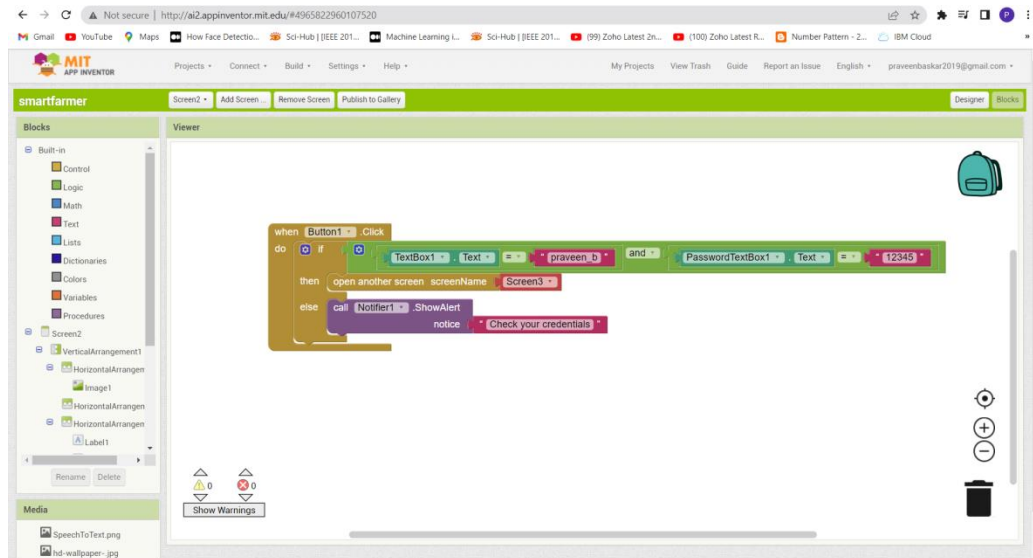 Not secure | http://ai2.appinventor.mit.edu/#4965822960107520
Gmail YouTube Maps How Face Detectio... Sci-Hub | [IEEE 201... Machine Learning i... Sci-Hub | [IEEE 201... (99) Zoho Latest 2n... (100) Zoho Latest R... Number Pattern - 2... IBM Cloud »
MIT
APP INVENTOR
Projects Connect Build Settings Help My Projects View Trash Guide Report an Issue English praveenbaskar2019@gmail.com
smartfarmer Screen2 Add Screen ... Remove Screen Publish to Gallery Designer Blocks
Blocks Viewer
Built-in
Control
Logic
Math
Text
Lists
Dictionaries
Colors
Variables
Procedures
Screen2
VerticalArrangement1
HorizontalArrangen
Image1
HorizontalArrangen
HorizontalArrangen
Label1
Rename Delete
Media
SpeechToText.png
hd-wallpaper-.jpg
when Button1 .Click
do if TextBox1 . Text = " praveen_b " and PasswordTextBox1 . Text = " 12345 "
then open another screen screenName Screen3
else call Notifier1 .ShowAlert
notice " Check your credentials "
0 0
Show Warnings
P